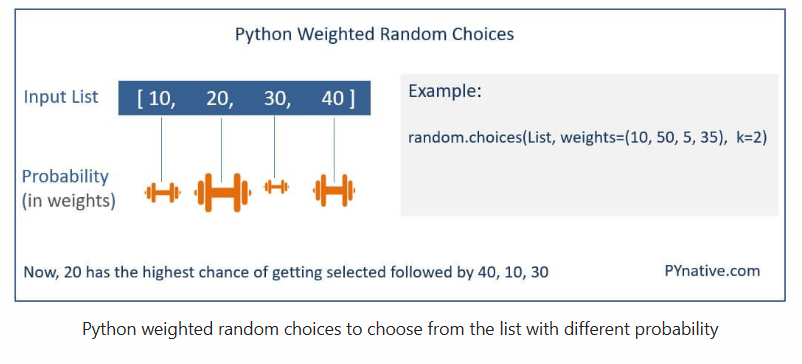 Python Weighted Random Choices
Input List [ 10, 20, 30, 40 ]
Example:
random.choices(List, weights=(10, 50, 5, 35), k=2)
Probability
(in weights)
Now, 20 has the highest chance of getting selected followed by 40, 10, 30
PYnative.com
Python weighted random choices to choose from the list with different probability